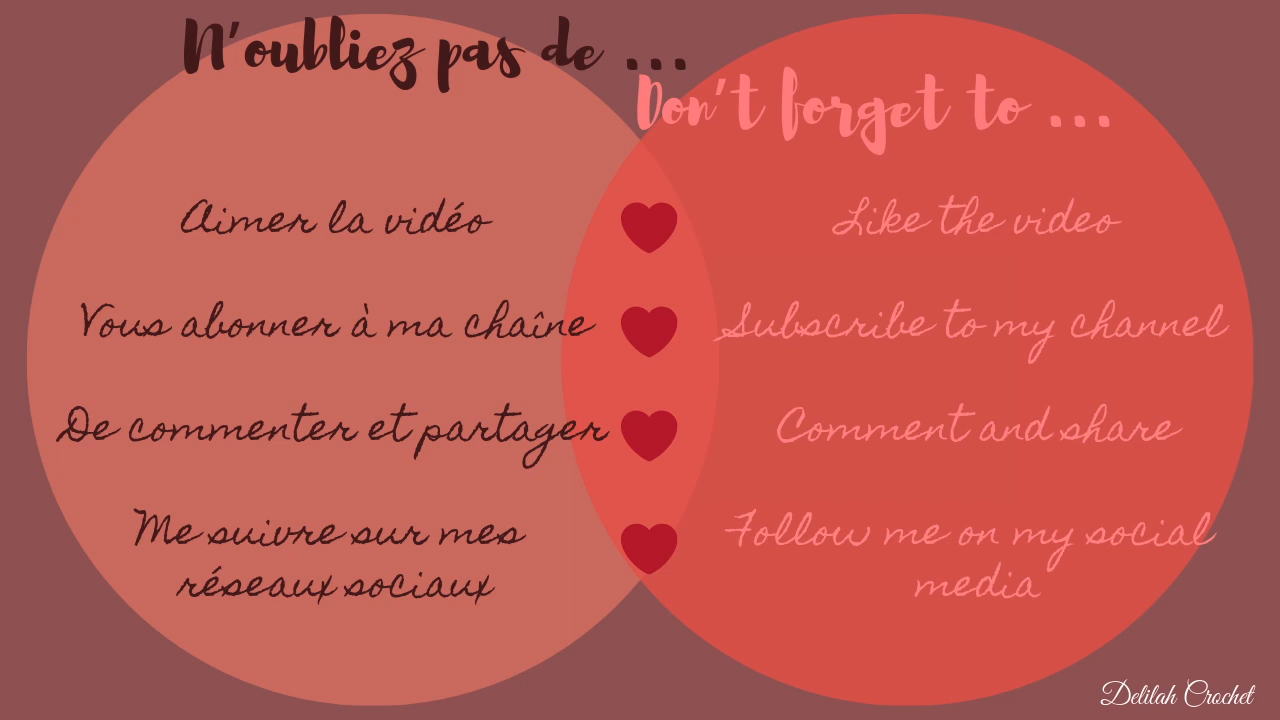 N'oubliez pas de ...
Don't forget to ...
Aimer la vidéo
Like the video
Vous abonner à ma chaîne
Subscribe to my channel
De commenter et partager
Comment and share
Me suivre sur mes
réseaux sociaux
Follow me on my social
media
Delilah Crochet